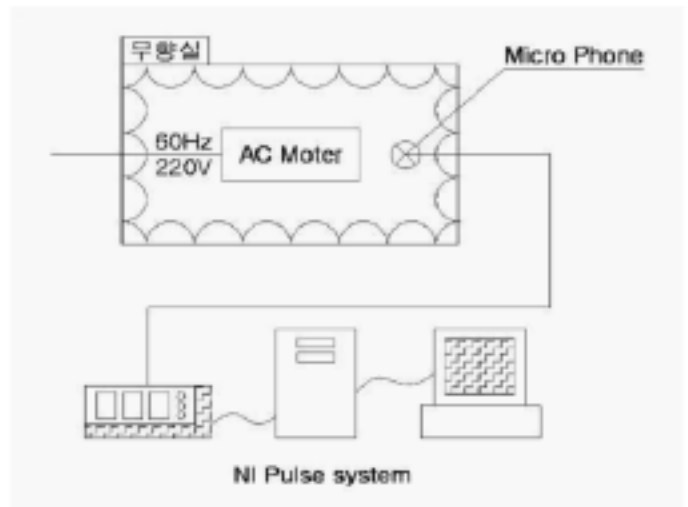 무향실
Micro Phone
60Hz
220V
AC Moter
NI Pulse system